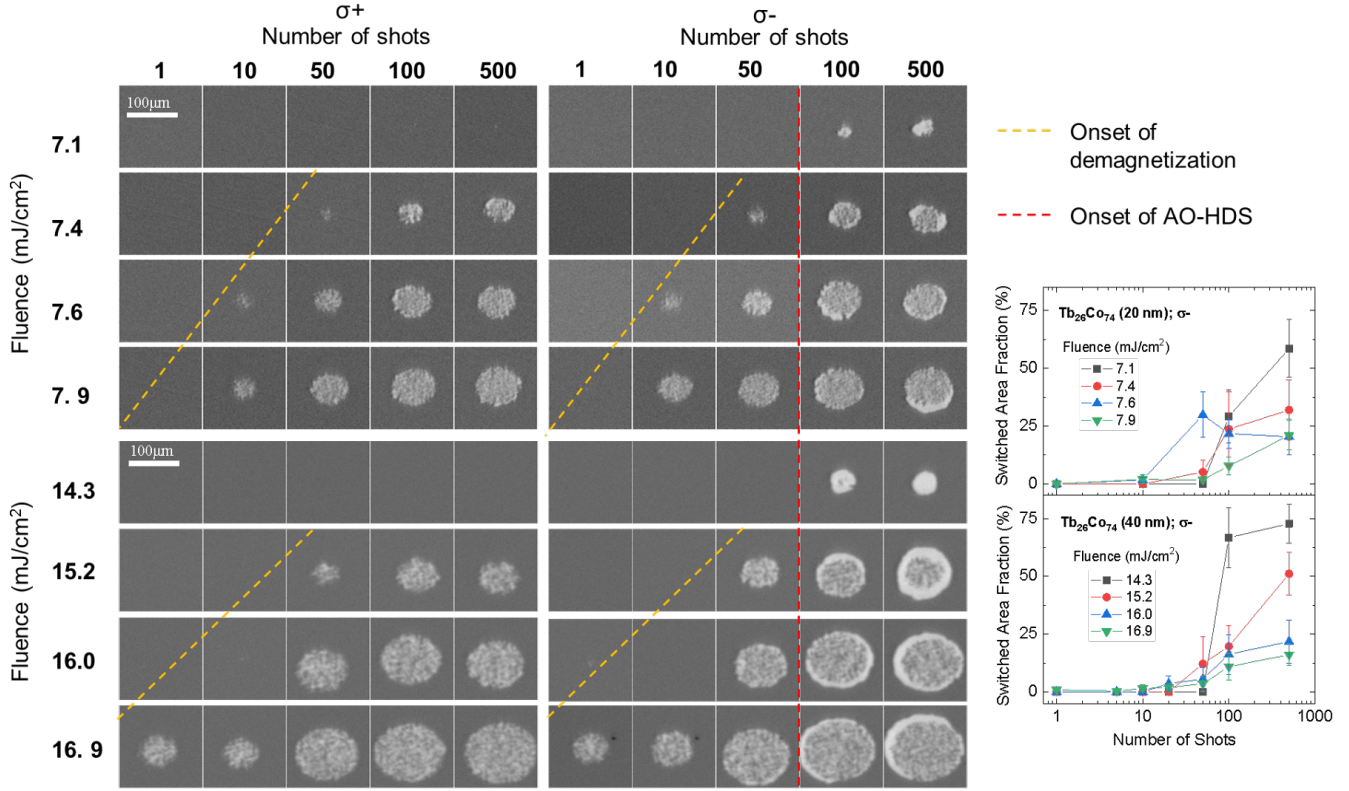 σ+
Number of shots
1 10 50 100 500
σ-
Number of shots
1 10 50 100 500
Fluence (mJ/cm²)
100μm
7.1
7.4
7.6
7. 9
Fluence (mJ/cm²)
100μm
14.3
15.2
16.0
16. 9
Onset of
demagnetization
Onset of AO-HDS
Switched Area Fraction (%)
75
50
25
0
Tb₂₆Co₇₄ (20 nm); σ-
Fluence (mJ/cm²)
7.1
7.4
7.6
7.9
Switched Area Fraction (%)
75
50
25
0
Tb₂₆Co₇₄ (40 nm); σ-
Fluence (mJ/cm²)
14.3
15.2
16.0
16.9
1 10 100 1000
Number of Shots